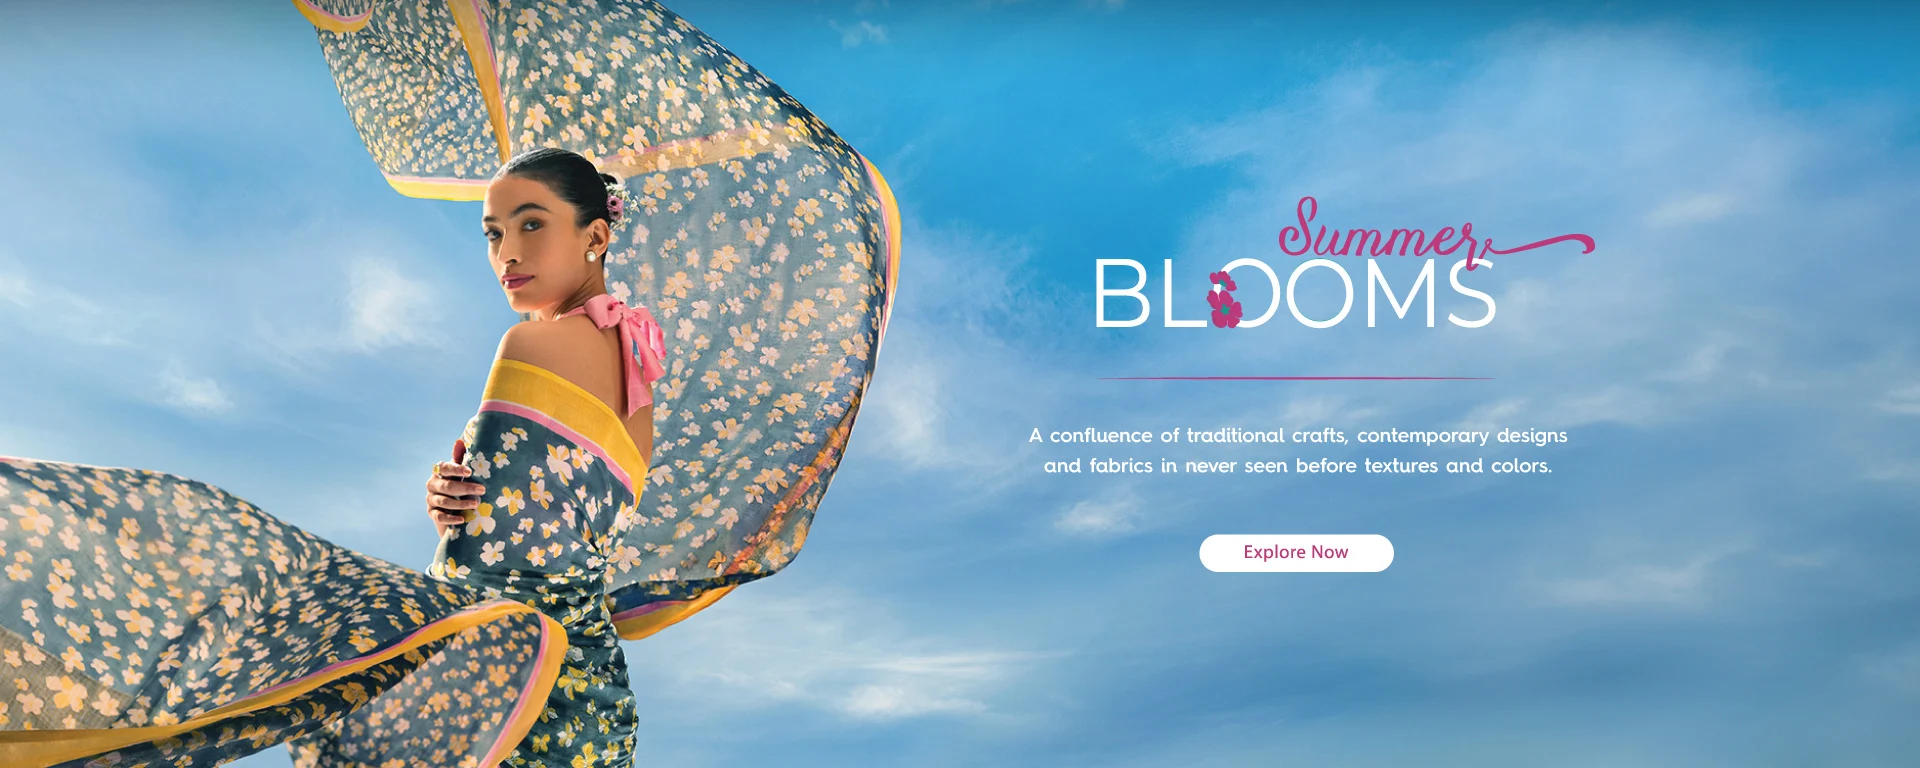 Summer
BLOOMS
A confluence of traditional crafts, contemporary designs
and fabrics in never seen before textures and colors.
Explore Now